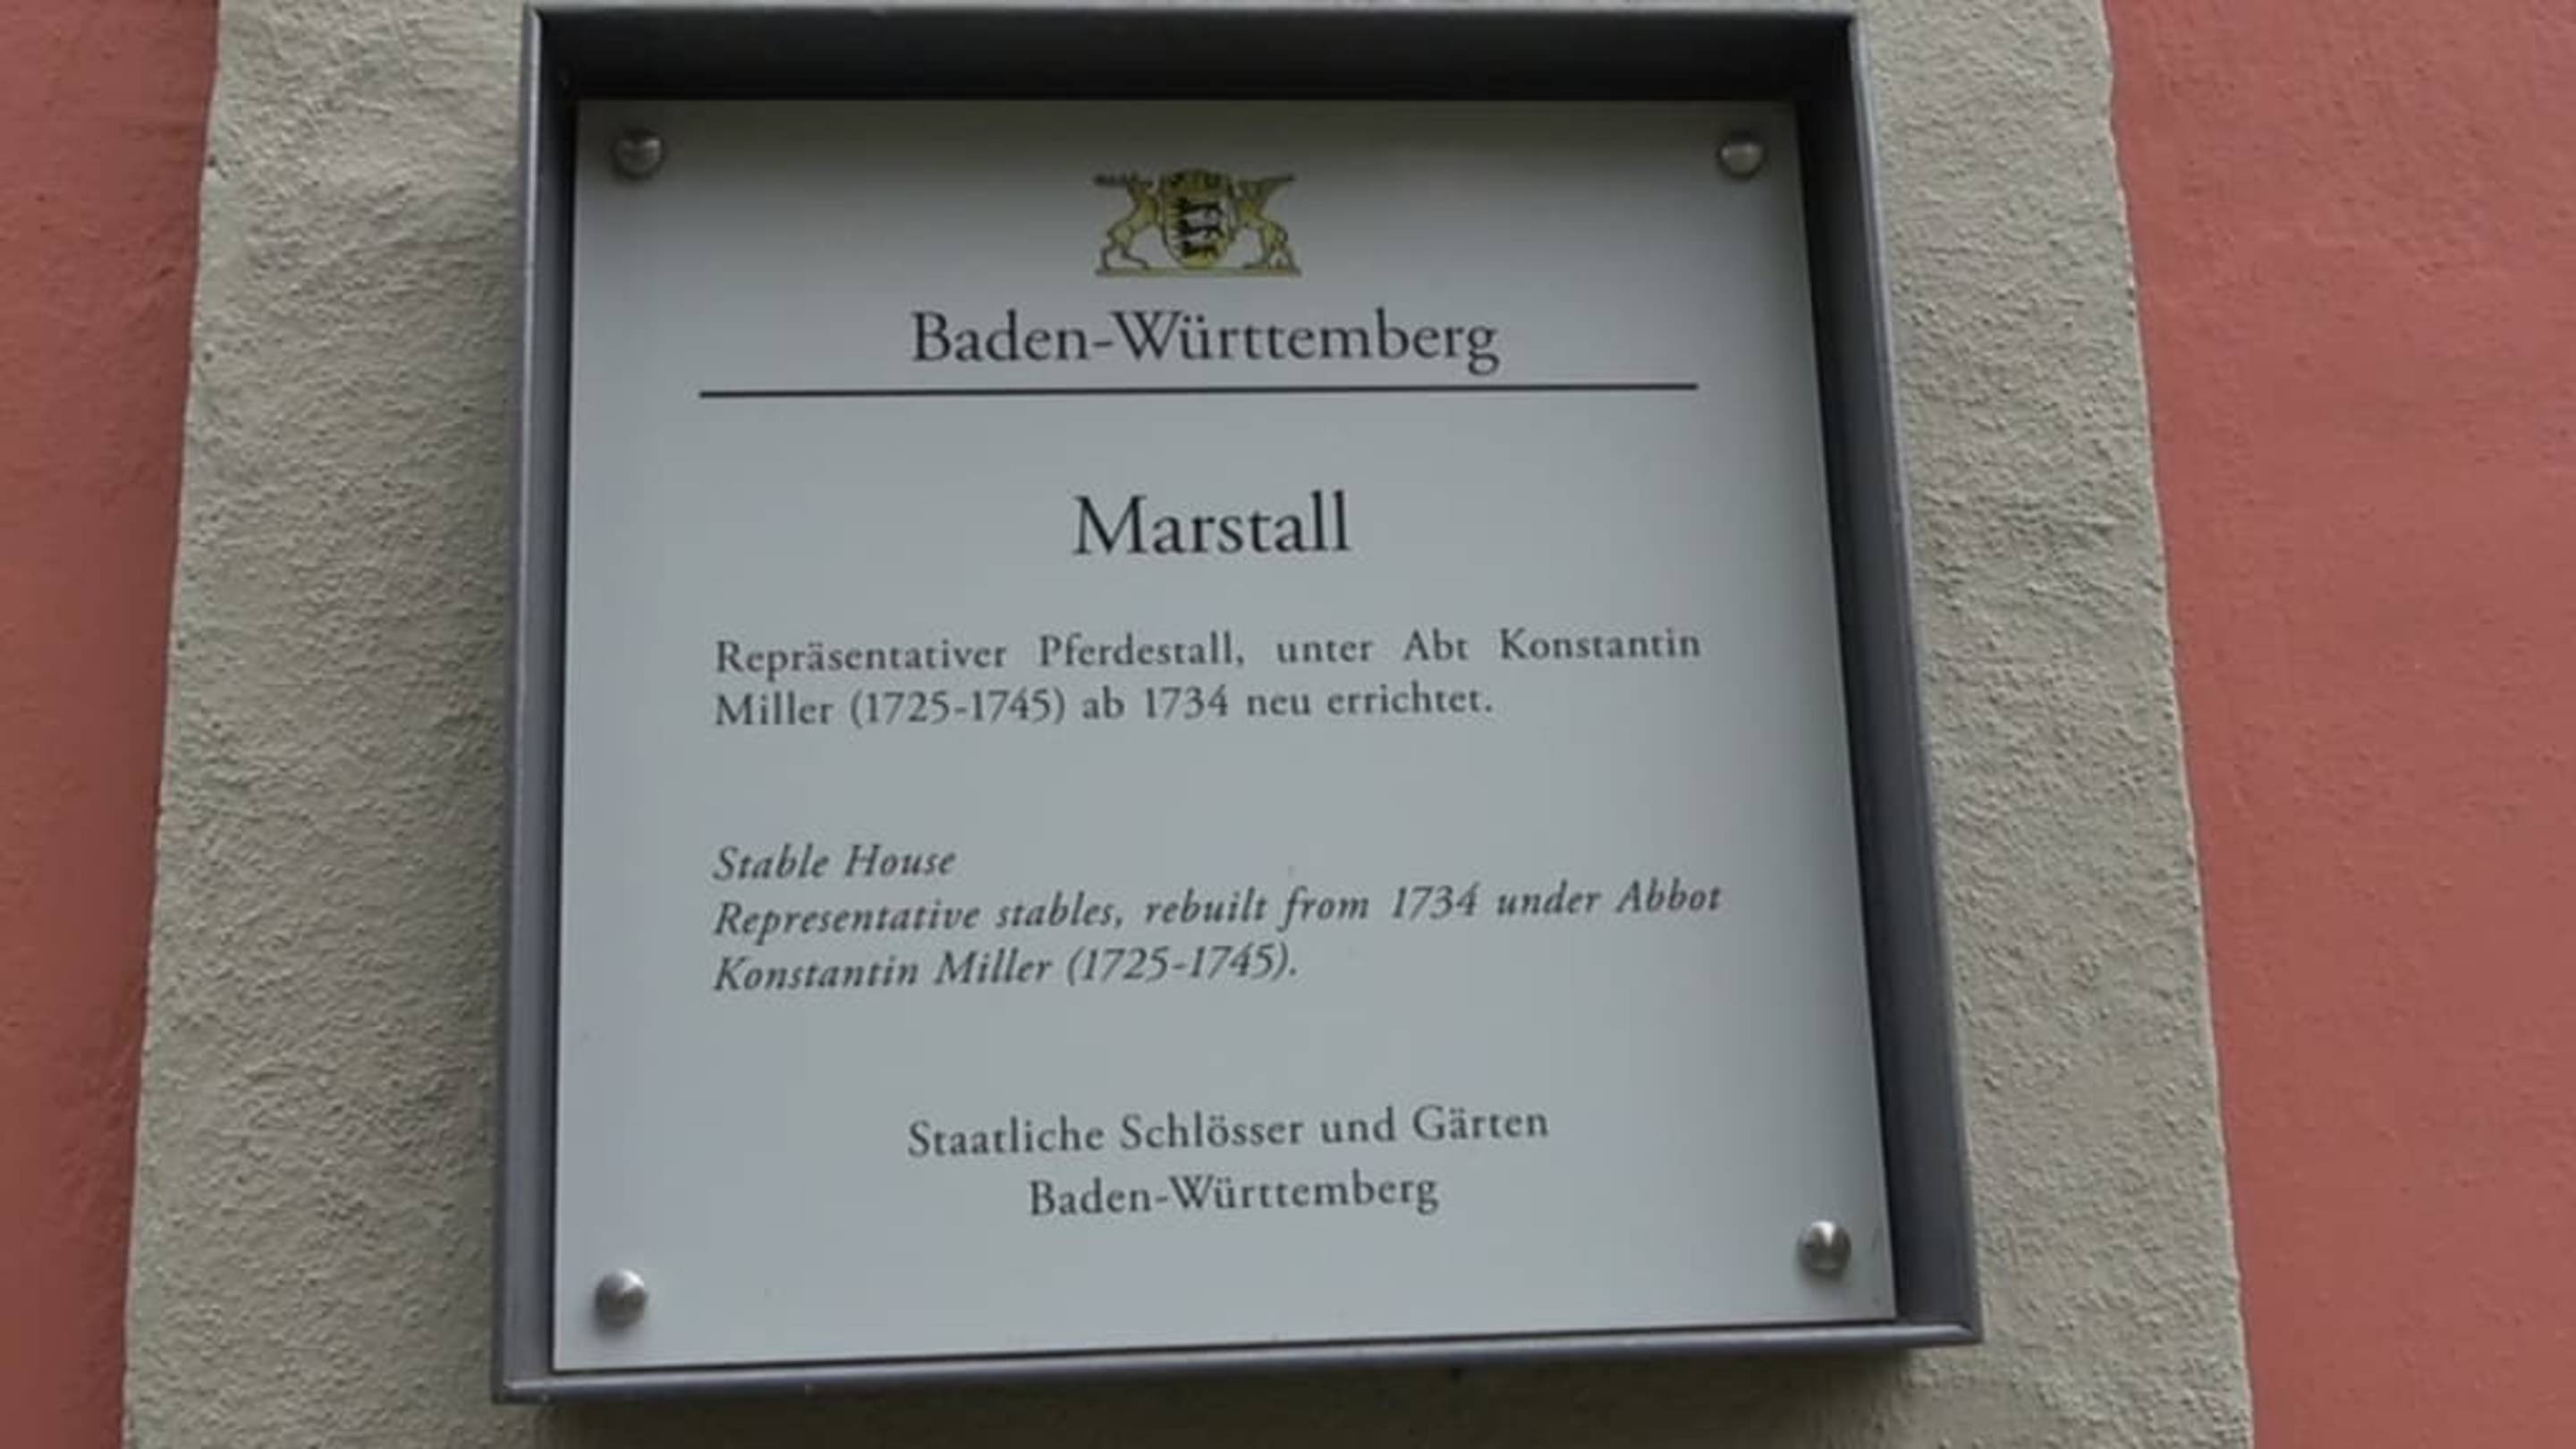 Baden-Württemberg
Marstall
Repräsentativer Pferdestall, unter Abt Konstantin
Miller (1725-1745) ab 1734 neu errichtet.
Stable House
Representative stables, rebuilt from 1734 under Abbot
Konstantin Miller (1725-1745).
Staatliche Schlösser und Gärten
Baden-Württemberg